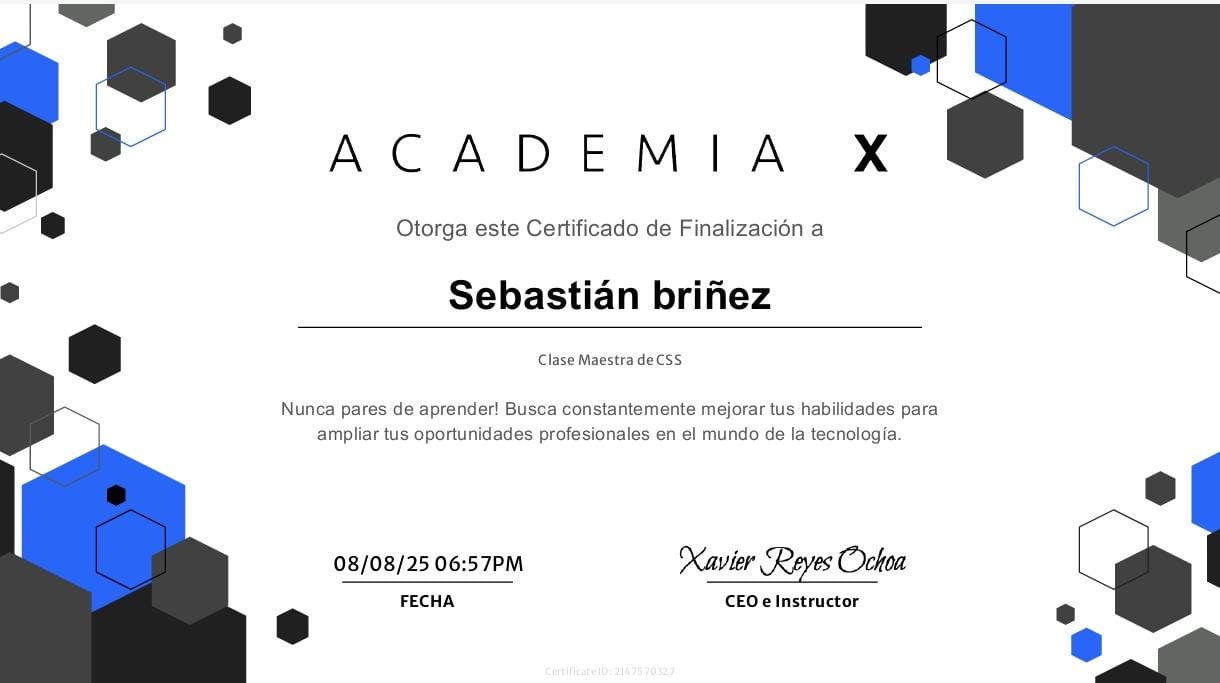 ACADEMIA X
Otorga este Certificado de Finalización a
Sebastián briñez
Clase Maestra de CSS
Nunca pares de aprender! Busca constantemente mejorar tus habilidades para
ampliar tus oportunidades profesionales en el mundo de la tecnología.
08/08/25 06:57PM
Xavier Reyes Ochoa
FECHA
CEO e Instructor
CertificateID: 2147570327